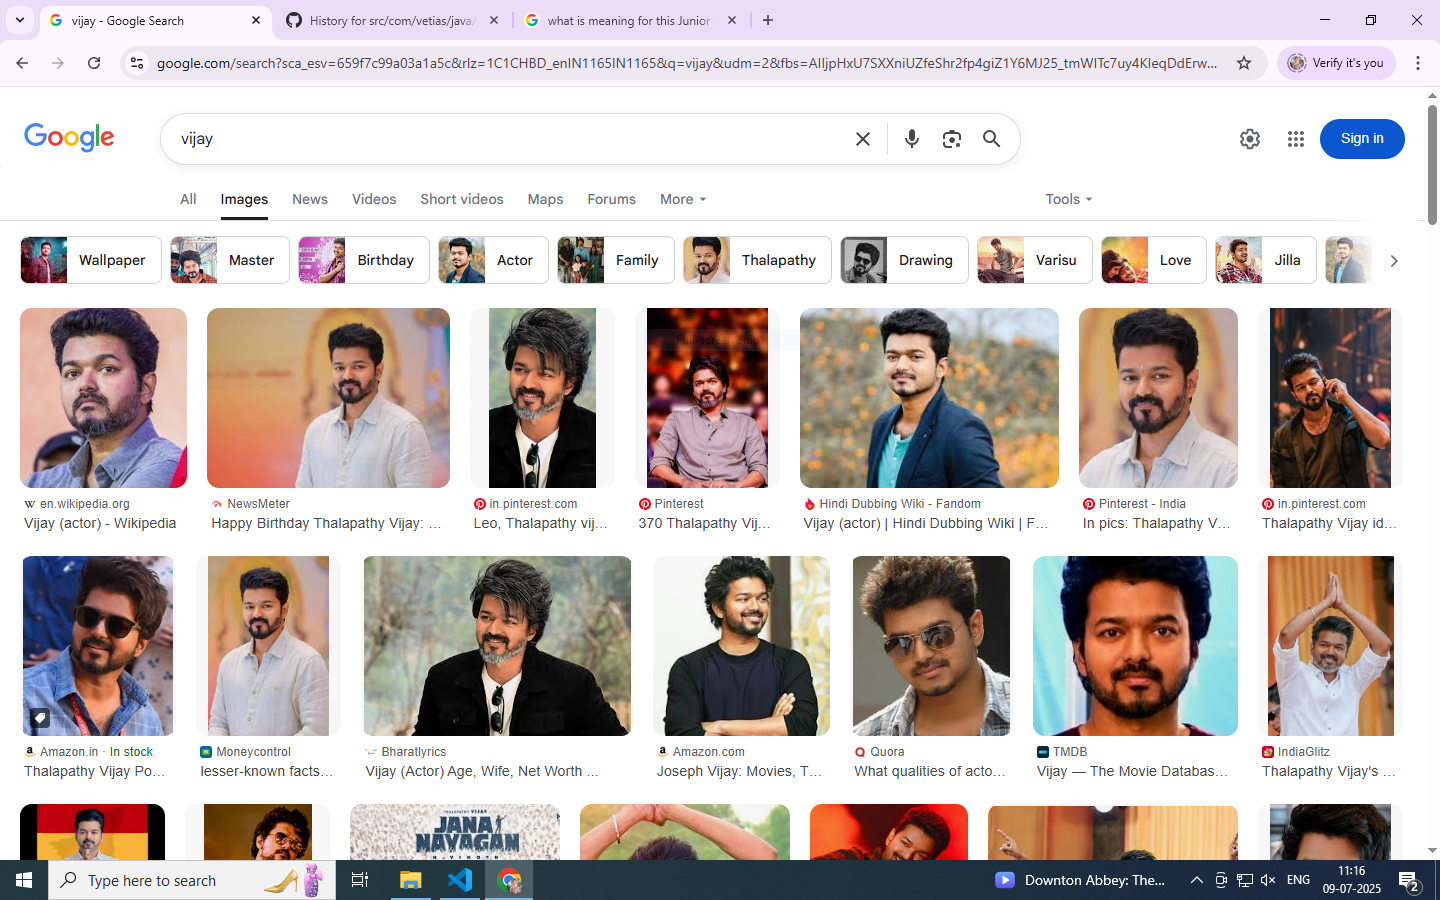 vijay - Google Search
History for src/com/vetias/java/
what is meaning for this Junior
google.com/search?sca_esv=659f7c99a03a1a5c&rlz=1C1CHBD_enIN1165IN1165&q=vijay&udm=2&fbs=AIIjpHxU7SXXniUZfeShr2fp4giZ1Y6MJ25_tmWITc7uy4KIeqDdErw...
Verify it's you
Google
vijay
Sign in
All
Images
News
Videos
Short videos
Maps
Forums
More
Tools
Wallpaper
Master
Birthday
Actor
Family
Thalapathy
Drawing
Varisu
Love
Jilla
en.wikipedia.org
Vijay (actor) - Wikipedia
NewsMeter
Happy Birthday Thalapathy Vijay: ...
in.pinterest.com
Leo, Thalapathy vij...
Pinterest
370 Thalapathy Vij...
Hindi Dubbing Wiki - Fandom
Vijay (actor) | Hindi Dubbing Wiki | F...
Pinterest - India
In pics: Thalapathy V...
in.pinterest.com
Thalapathy Vijay id...
Amazon.in · In stock
Thalapathy Vijay Po...
Moneycontrol
lesser-known facts...
Bharatlyrics
Vijay (Actor) Age, Wife, Net Worth ...
Amazon.com
Joseph Vijay: Movies, T...
Quora
What qualities of acto...
TMDB
Vijay — The Movie Databas...
IndiaGlitz
Thalapathy Vijay's ...
THALAPATHY VIJAY
JANA
NAYAGAN
Type here to search
Downton Abbey: The...
ENG
11:16
09-07-2025
2